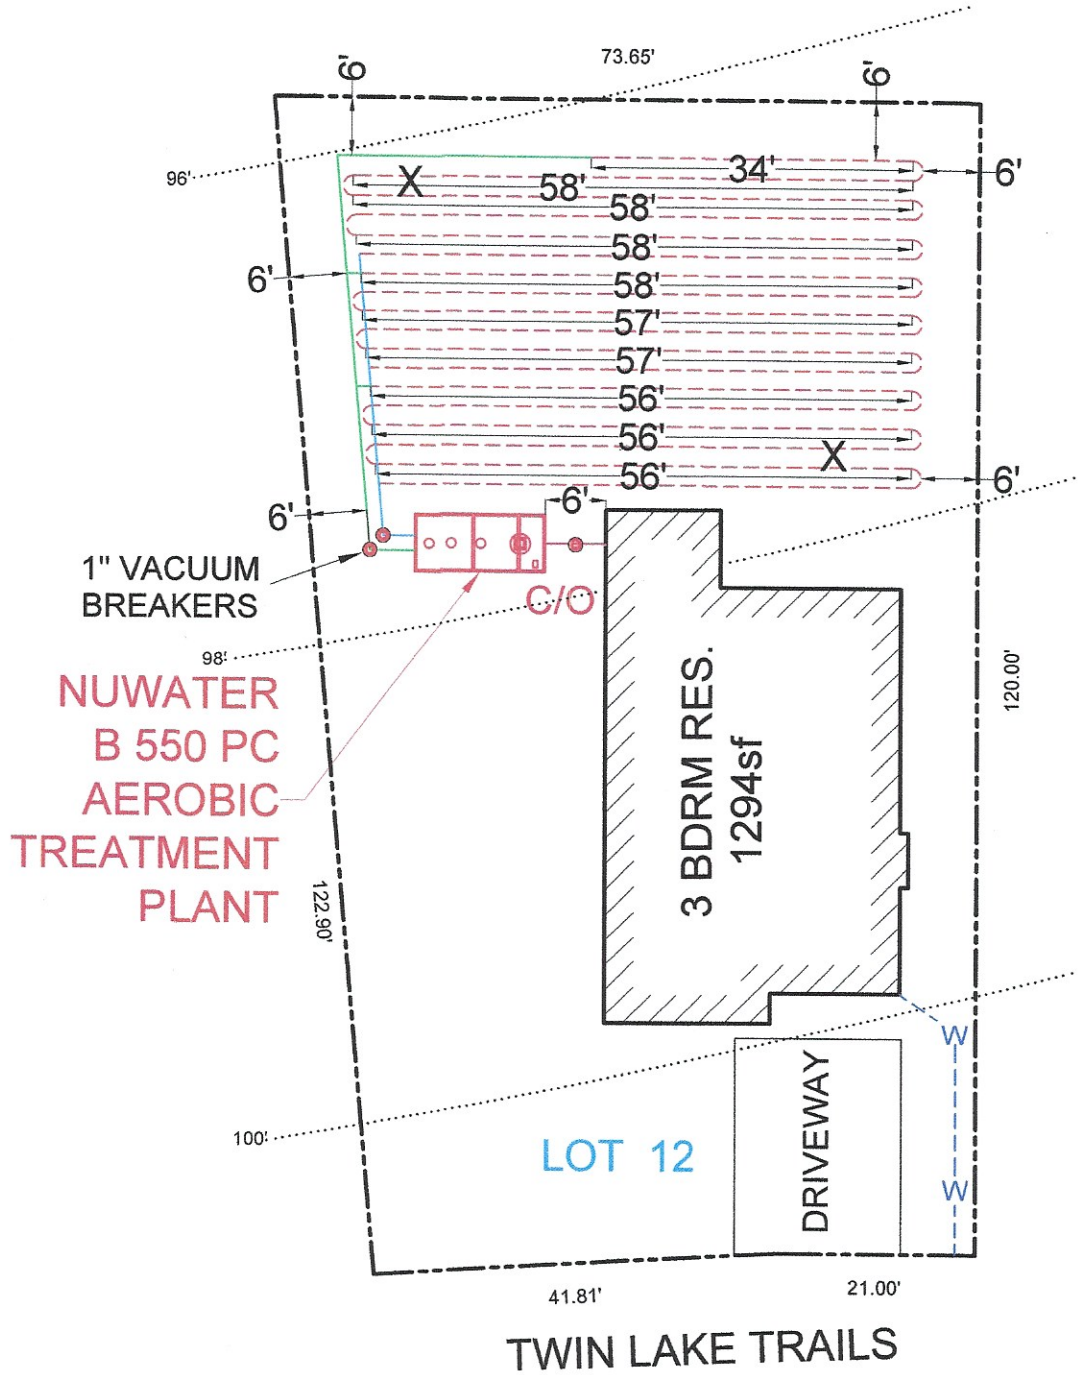 73.65'
6'
6'
96'
34'
6'
X
58'
58'
58'
6'
58'
57'
57'
56'
56'
X
56'
6'
6'
6'
1" VACUUM
BREAKERS
C/O
98'
NUWATER
B 550 PC
AEROBIC
TREATMENT
PLANT
3 BDRM RES.
1294sf
120.00'
122.90'
W
100'
LOT 12
DRIVEWAY
W
41.81'
21.00'
TWIN LAKE TRAILS